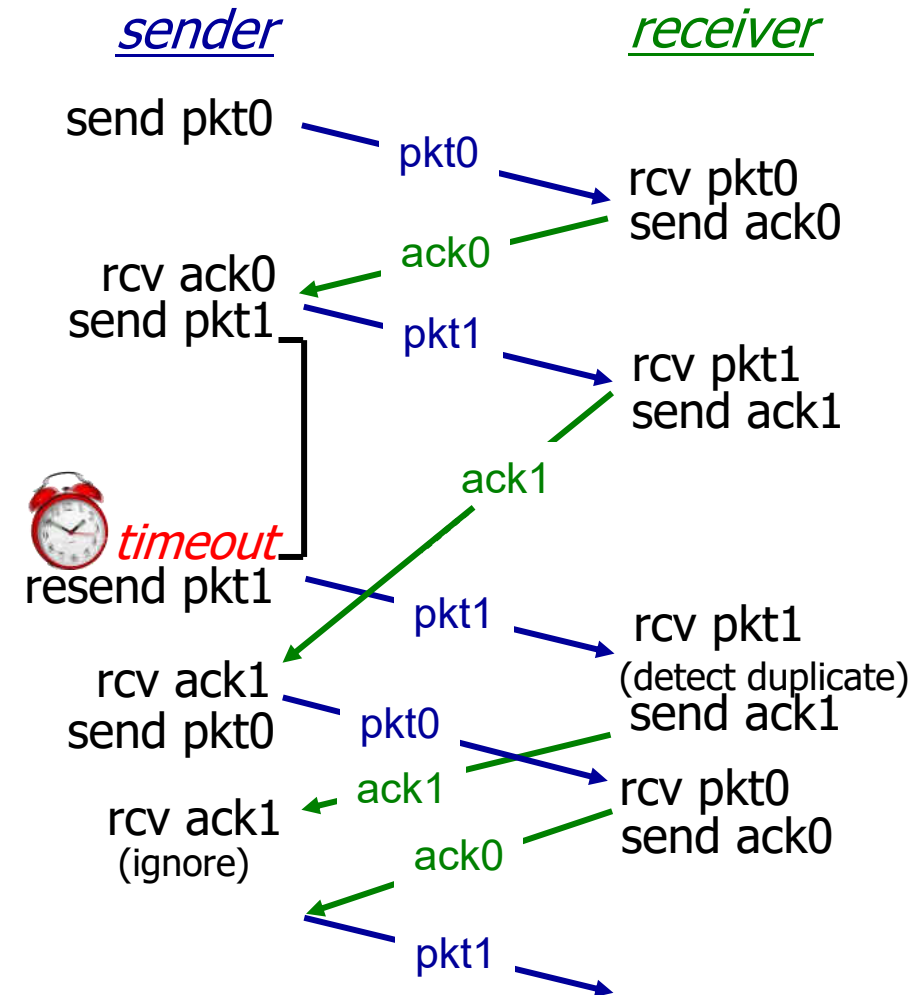 sender
receiver
send pkt0
pkt0
rcv pkt0
send ack0
ack0
rcv ack0
send pkt1
pkt1
rcv pkt1
send ack1
ack1
timeout
resend pkt1
pkt1
rcv pkt1
(detect duplicate)
send ack1
rcv ack1
send pkt0
pkt0
ack1
rcv pkt0
send ack0
rcv ack1
(ignore)
ack0
pkt1